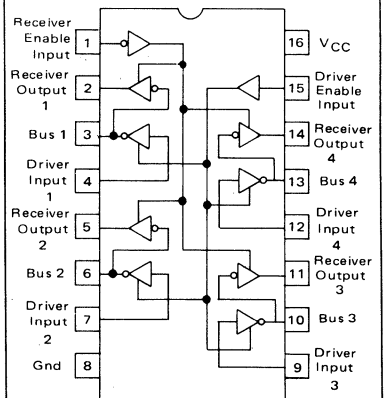 Receiver
Enable
Input
1
16
VCC
Receiver
Output
1
2
15
Driver
Enable
Input
Bus 1
3
14
Receiver
Output
4
Driver
Input
1
4
13
Bus 4
Receiver
Output
2
5
12
Driver
Input
4
Bus 2
6
11
Receiver
Output
3
Driver
Input
2
7
10
Bus 3
Gnd
8
9
Driver
Input
3